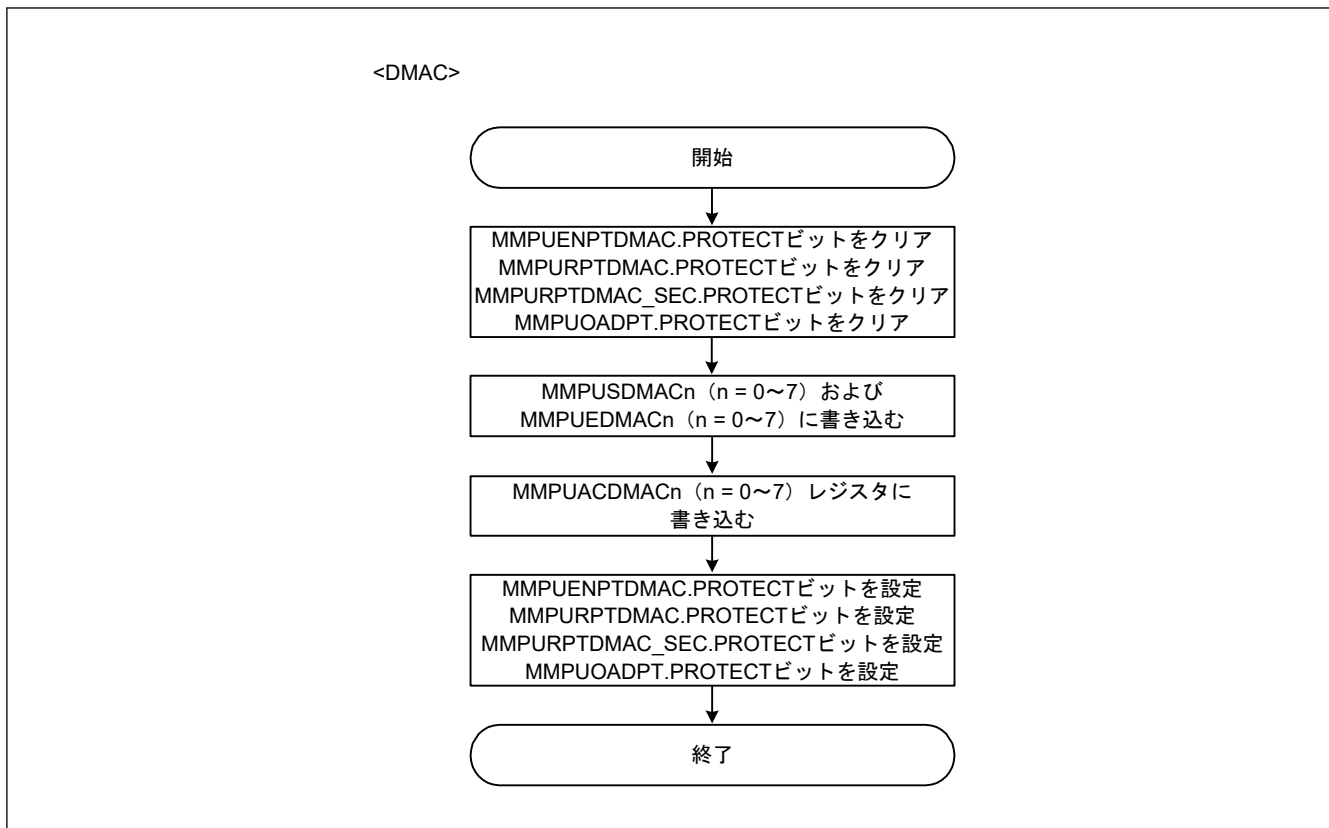 <DMAC>
開始
MMPUENPTDMAC.PROTECTビットをクリア
MMPURPTDMAC.PROTECTビットをクリア
MMPURPTDMAC_SEC.PROTECTビットをクリア
MMPUOADPT.PROTECTビットをクリア
MMPUSDMACn（n = 0～7）および
MMPUEDMACn（n = 0～7）に書き込む
MMPUACDMACn（n = 0～7）レジスタに
書き込む
MMPUENPTDMAC.PROTECTビットを設定
MMPURPTDMAC.PROTECTビットを設定
MMPURPTDMAC_SEC.PROTECTビットを設定
MMPUOADPT.PROTECTビットを設定
終了